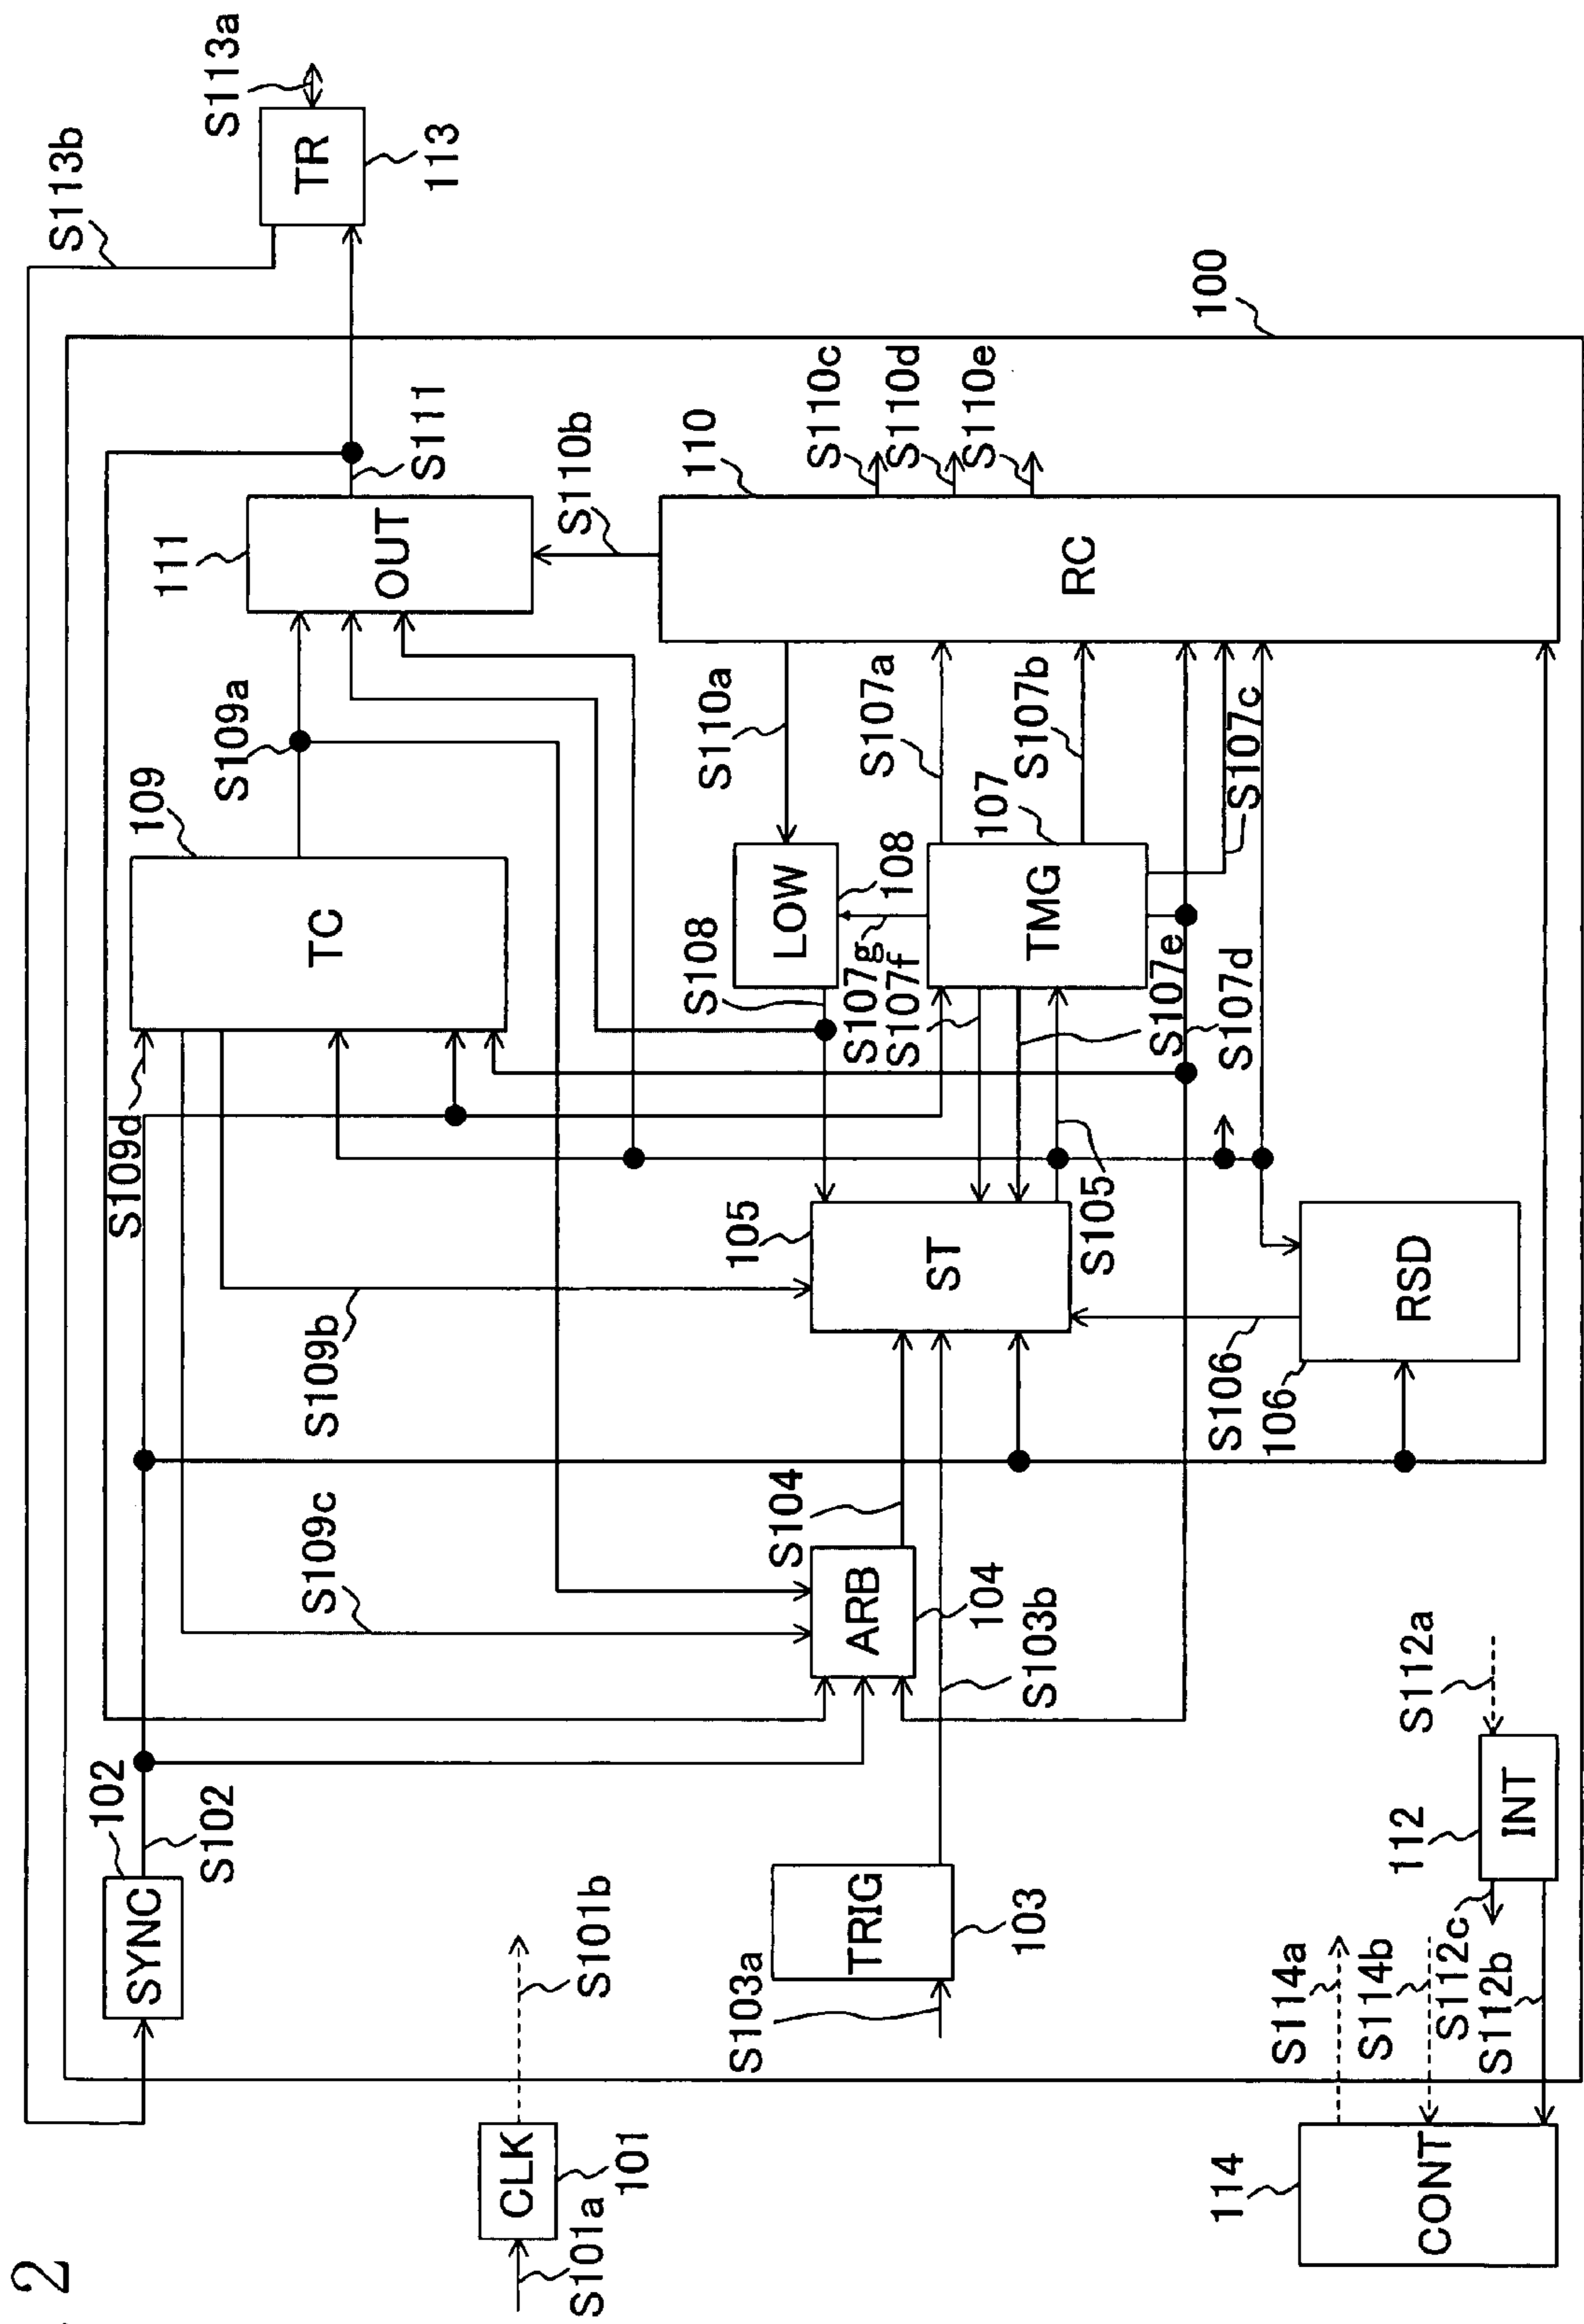 2
S113b
S113a
TR
113
100
S111
111
OUT
S110b
110
RC
S110c
S110d
S110e
S109a
109
TC
S109d
S110a
S107a
S107b
S107c
107
TMG
108
LOW
S108
S107g
S107f
S107e
S107d
S105
105
ST
S109b
S109c
S106
106
RSD
S104
ARB
104
S103b
102
S102
SYNC
S101b
S101a
CLK
101
S103a
TRIG
103
S112a
112
INT
S112c
S112b
S114a
S114b
114
CONT